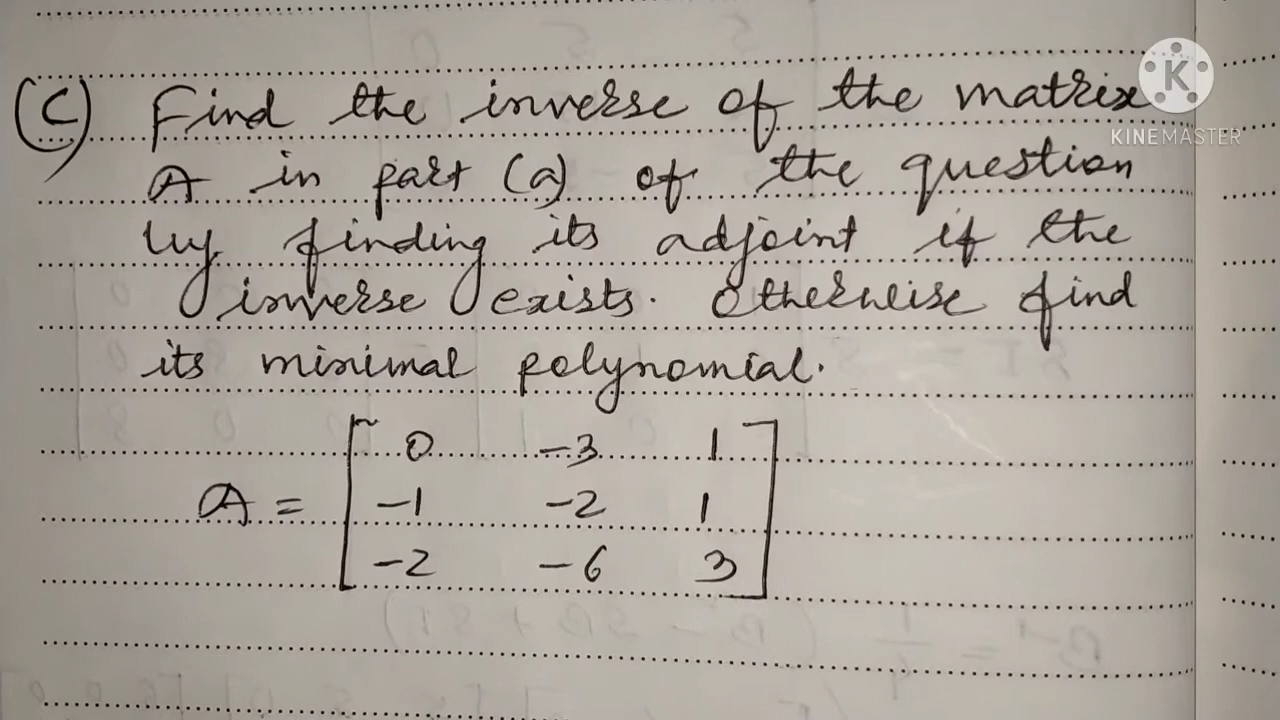 (C) Find the inverse of the matrix
A in part (a) of the question
by finding its adjoint if the
inverse exists. Otherwise find
its minimal polynomial.
A = [ 0 -3 1
-1 -2 1
-2 -6 3 ]
K
KINEMASTER